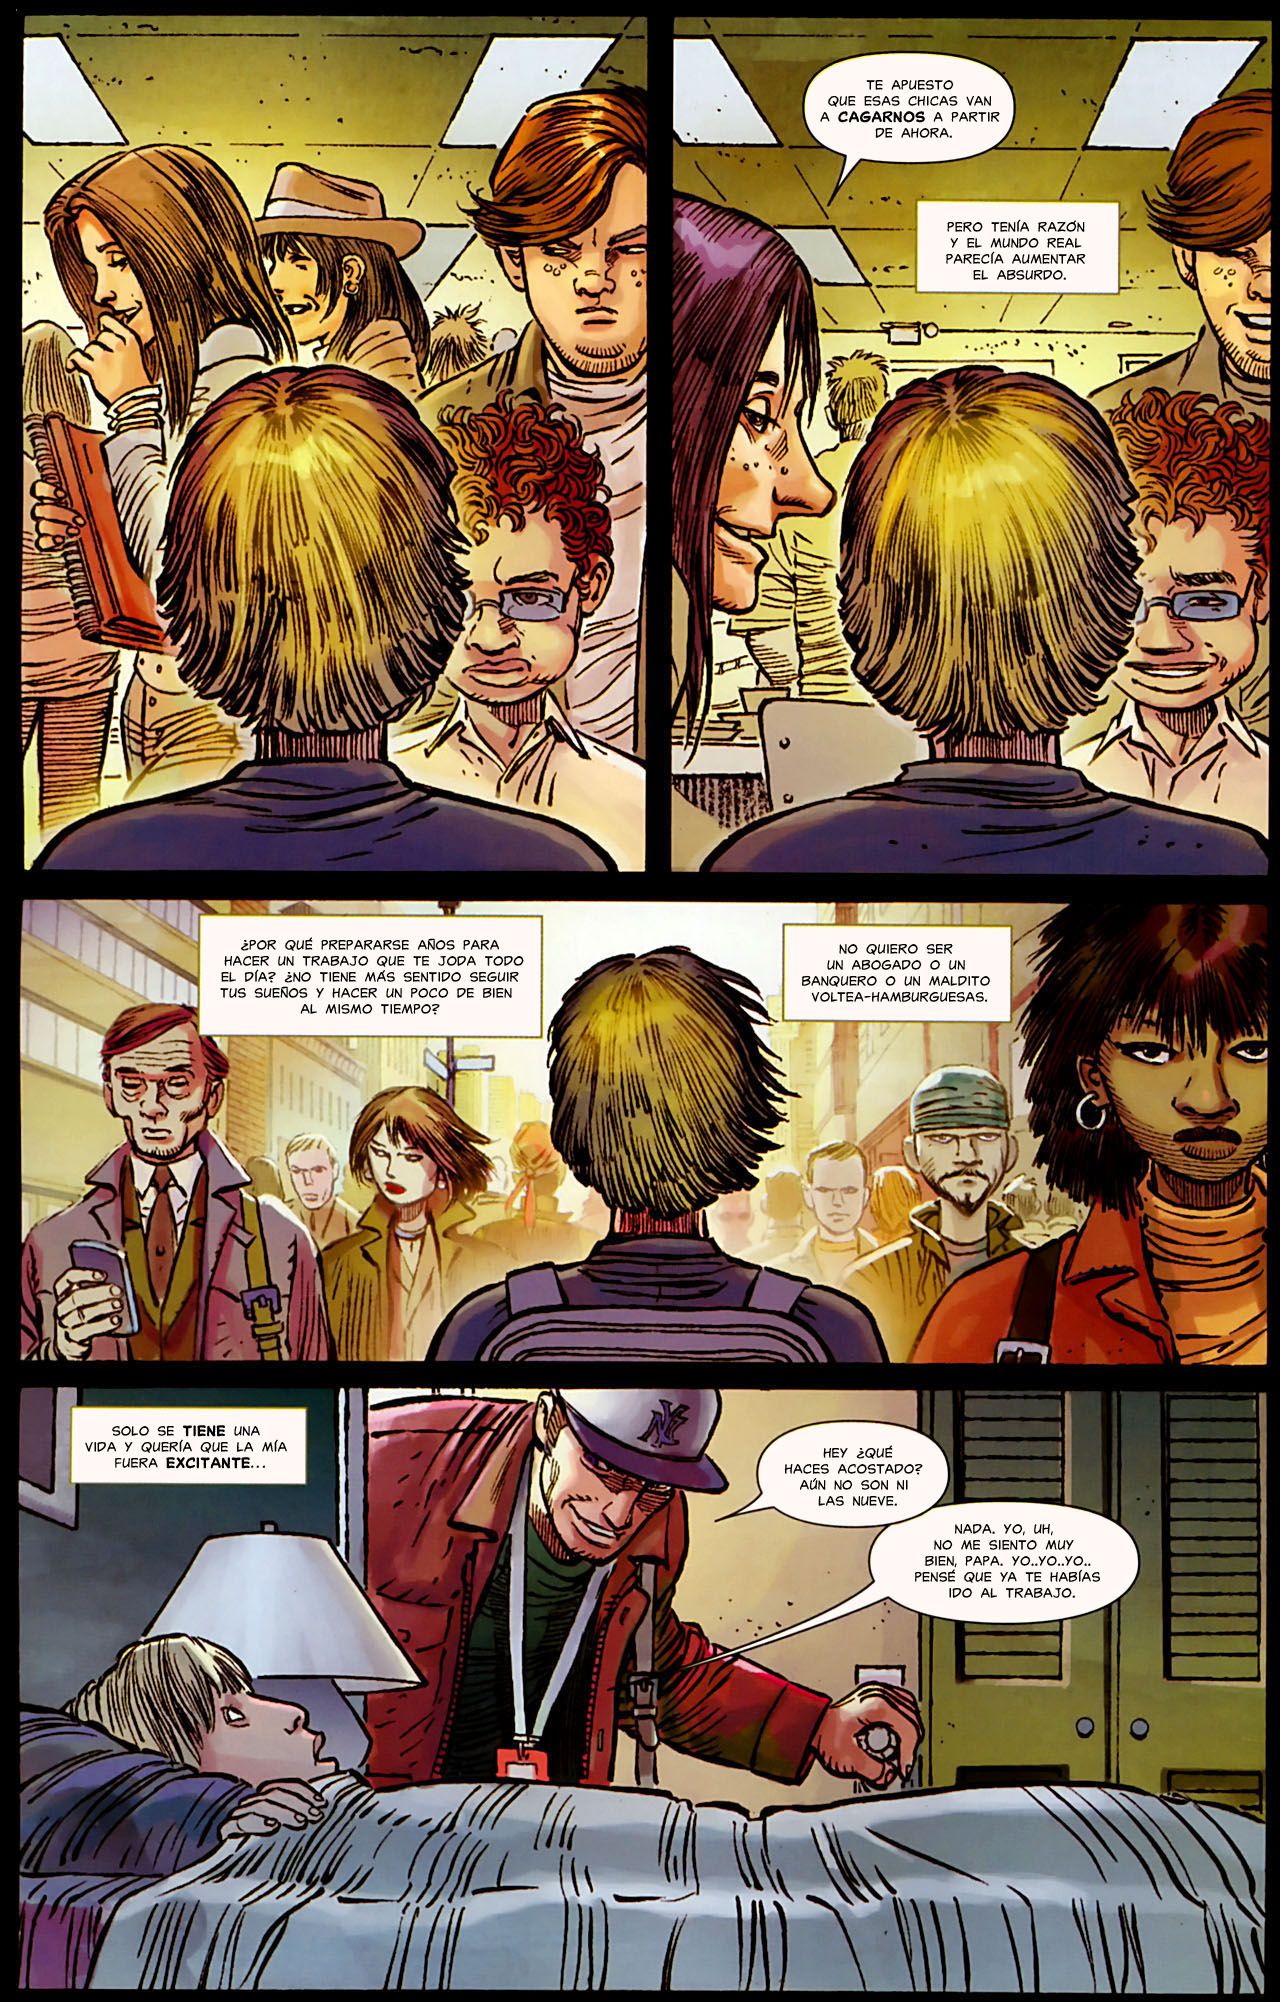 TE APUESTO
QUE ESAS CHICAS VAN
A CAGARNOS A PARTIR
DE AHORA.
PERO TENÍA RAZÓN
Y EL MUNDO REAL
PARECÍA AUMENTAR
EL ABSURDO.
¿POR QUÉ PREPARARSE AÑOS PARA
HACER UN TRABAJO QUE TE JODA TODO
EL DÍA? ¿NO TIENE MÁS SENTIDO SEGUIR
TUS SUEÑOS Y HACER UN POCO DE BIEN
AL MISMO TIEMPO?
NO QUIERO SER
UN ABOGADO O UN
BANQUERO O UN MALDITO
VOLTEA-HAMBURGUESAS.
SOLO SE TIENE UNA
VIDA Y QUERÍA QUE LA MÍA
FUERA EXCITANTE...
HEY ¿QUÉ
HACES ACOSTADO?
AÚN NO SON NI
LAS NUEVE.
NADA. YO, UH,
NO ME SIENTO MUY
BIEN, PAPA. YO..YO..YO..
PENSÉ QUE YA TE HABÍAS
IDO AL TRABAJO.